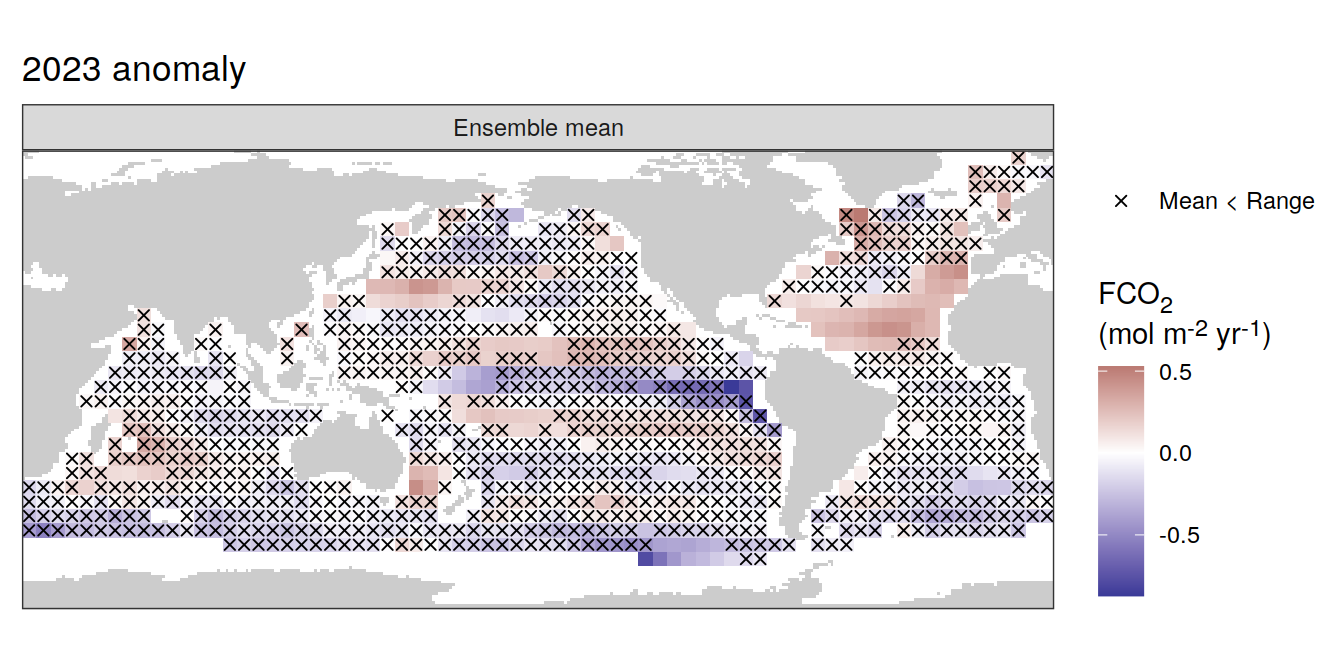 2023 anomaly
Ensemble mean
× Mean < Range
FCO₂
(mol m⁻² yr⁻¹)
0.5
0.0
-0.5